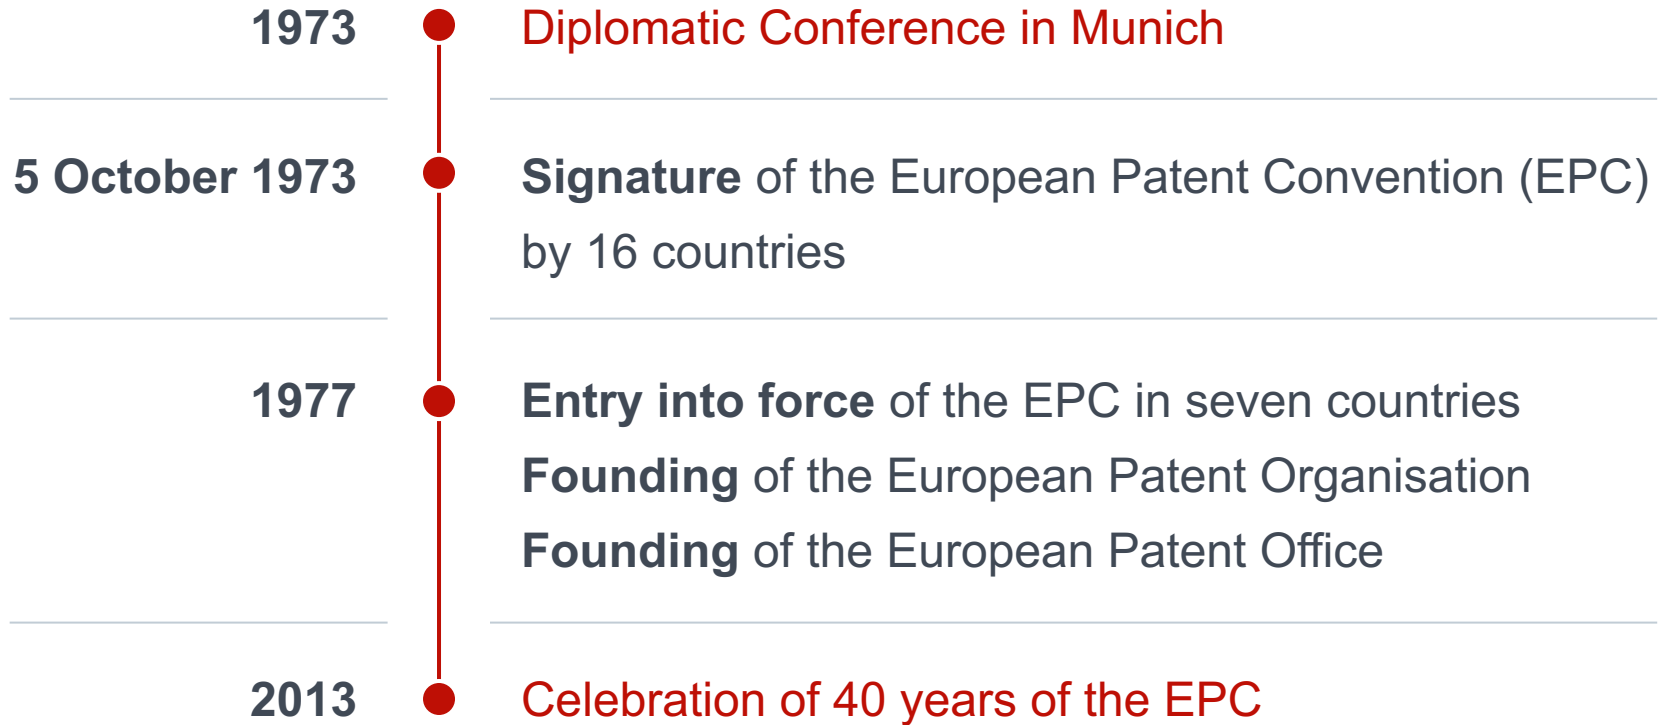 1973 Diplomatic Conference in Munich
5 October 1973 Signature of the European Patent Convention (EPC)
by 16 countries
1977 Entry into force of the EPC in seven countries
Founding of the European Patent Organisation
Founding of the European Patent Office
2013 Celebration of 40 years of the EPC